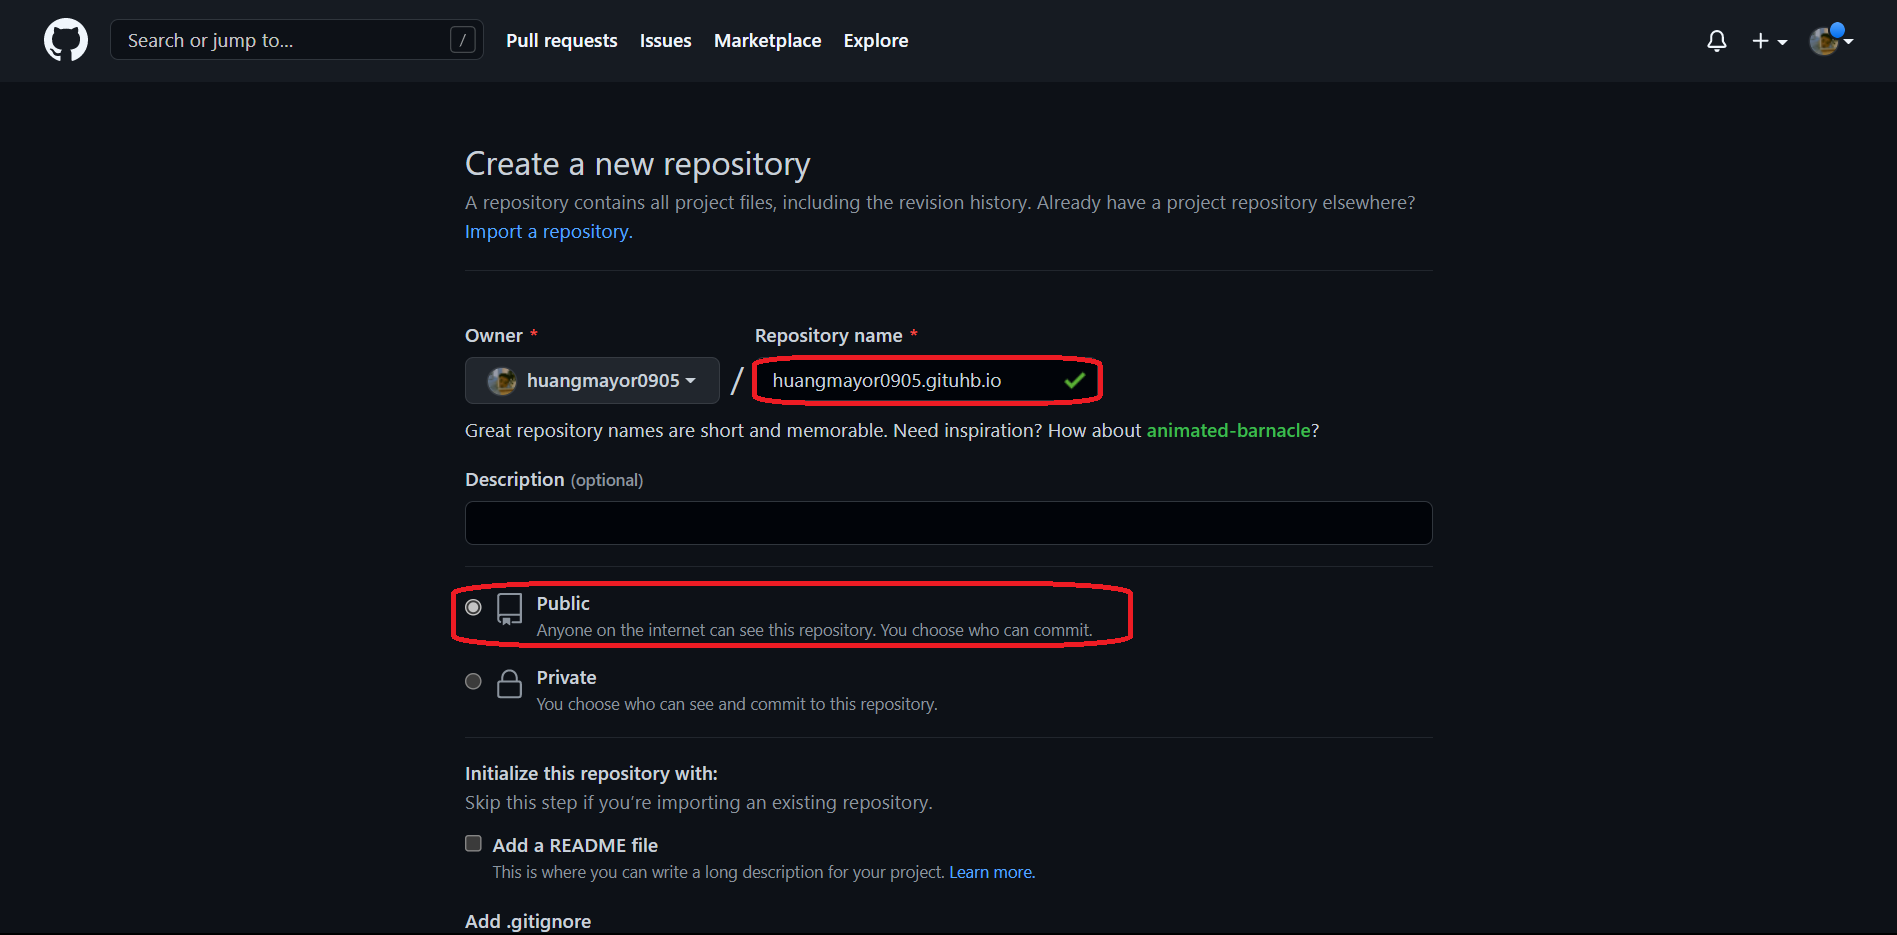 Search or jump to... /
Pull requests Issues Marketplace Explore
Create a new repository
A repository contains all project files, including the revision history. Already have a project repository elsewhere?
Import a repository.
Owner * Repository name *
huangmayor0905 / huangmayor0905.gituhb.io
Great repository names are short and memorable. Need inspiration? How about animated-barnacle?
Description (optional)
Public
Anyone on the internet can see this repository. You choose who can commit.
Private
You choose who can see and commit to this repository.
Initialize this repository with:
Skip this step if you’re importing an existing repository.
Add a README file
This is where you can write a long description for your project. Learn more.
Add .gitignore